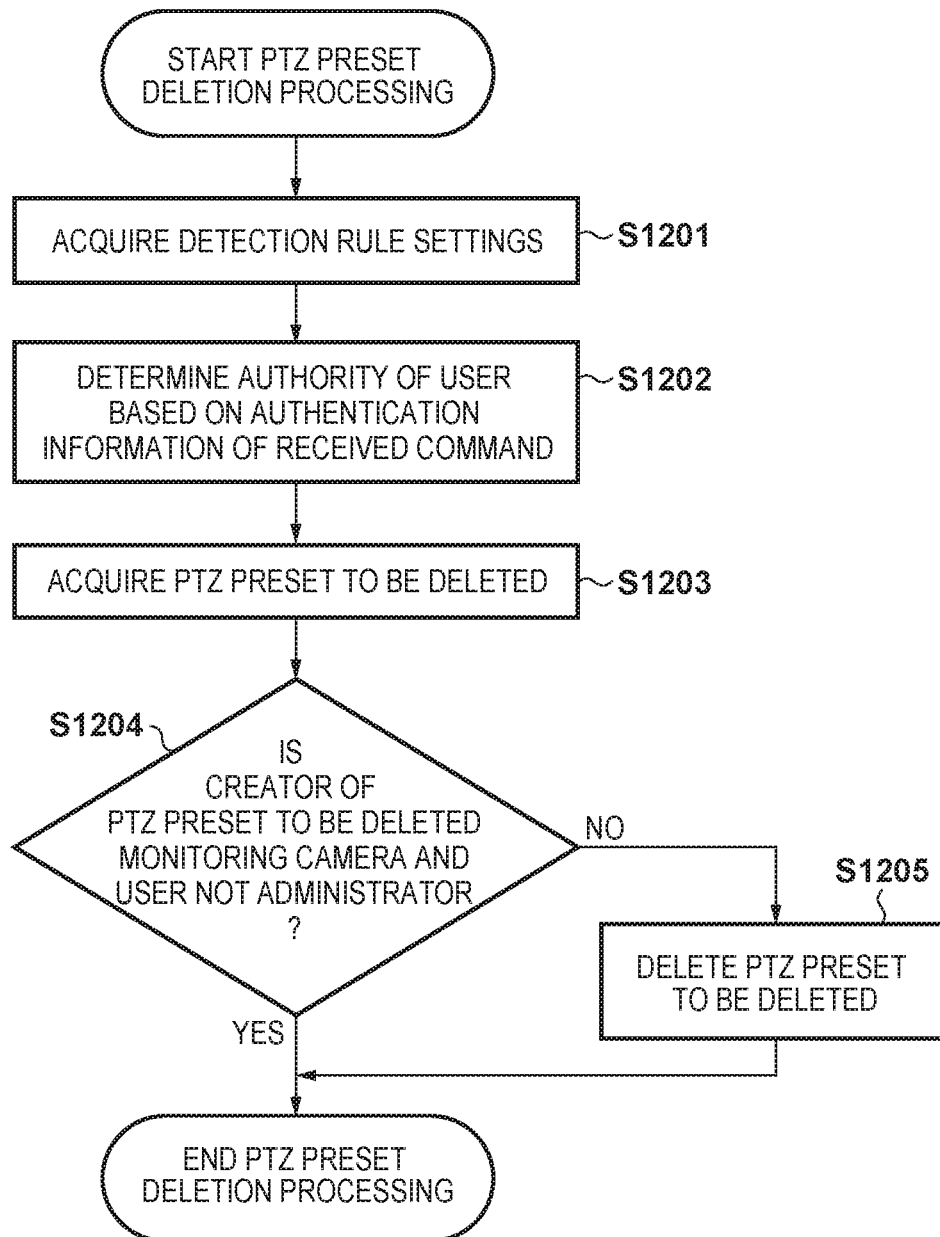 START PTZ PRESET
DELETION PROCESSING
ACQUIRE DETECTION RULE SETTINGS
S1201
DETERMINE AUTHORITY OF USER
BASED ON AUTHENTICATION
INFORMATION OF RECEIVED COMMAND
S1202
ACQUIRE PTZ PRESET TO BE DELETED
S1203
S1204
IS
CREATOR OF
PTZ PRESET TO BE DELETED
MONITORING CAMERA AND
USER NOT ADMINISTRATOR
?
NO
S1205
DELETE PTZ PRESET
TO BE DELETED
YES
END PTZ PRESET
DELETION PROCESSING